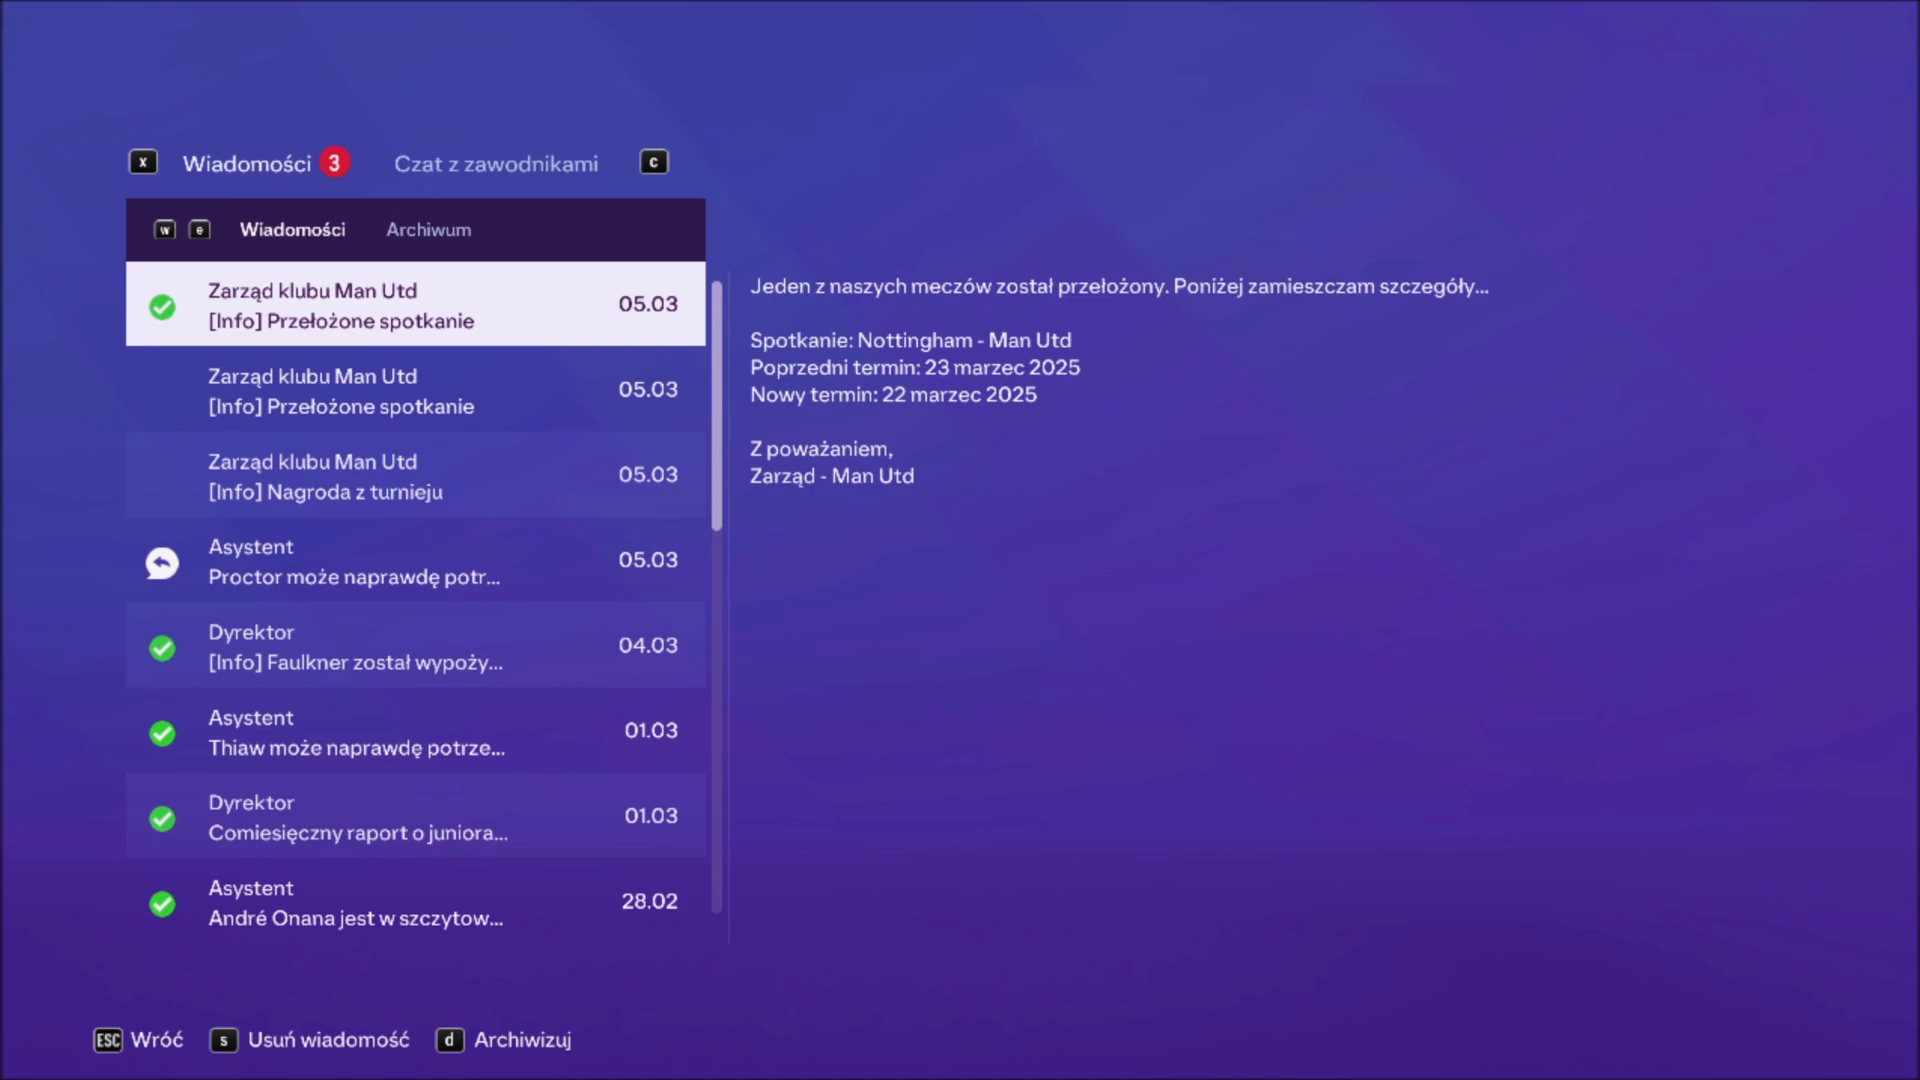 x Wiadomości 3 Czat z zawodnikami c
w e Wiadomości Archiwum
Zarząd klubu Man Utd
[Info] Przełożone spotkanie
05.03
Zarząd klubu Man Utd
[Info] Przełożone spotkanie
05.03
Zarząd klubu Man Utd
[Info] Nagroda z turnieju
05.03
Asystent
Proctor może naprawdę potr...
05.03
Dyrektor
[Info] Faulkner został wypoży...
04.03
Asystent
Thiaw może naprawdę potrze...
01.03
Dyrektor
Comiesięczny raport o juniora...
01.03
Asystent
André Onana jest w szczytow...
28.02
Jeden z naszych meczów został przełożony. Poniżej zamieszczam szczegóły...
Spotkanie: Nottingham - Man Utd
Poprzedni termin: 23 marzec 2025
Nowy termin: 22 marzec 2025
Z poważaniem,
Zarząd - Man Utd
ESC Wróć s Usuń wiadomość d Archiwizuj